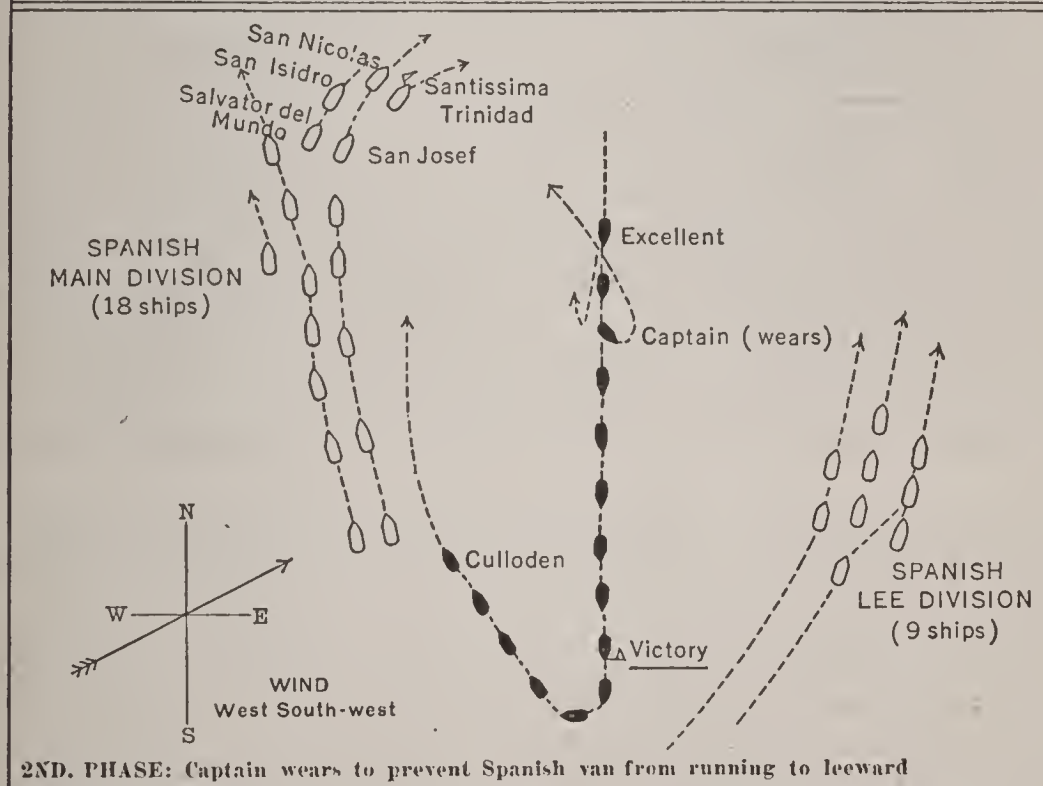 San Nicolas
San Isidro
Santissima
Trinidad
Salvator del
Mundo
San Josef
Excellent
SPANISH
MAIN DIVISION
(18 ships)
Captain (wears)
Culloden
SPANISH
LEE DIVISION
(9 ships)
N
W E
S
Victory
WIND
West South-west
2ND. PHASE: Captain wears to prevent Spanish van from running to leeward